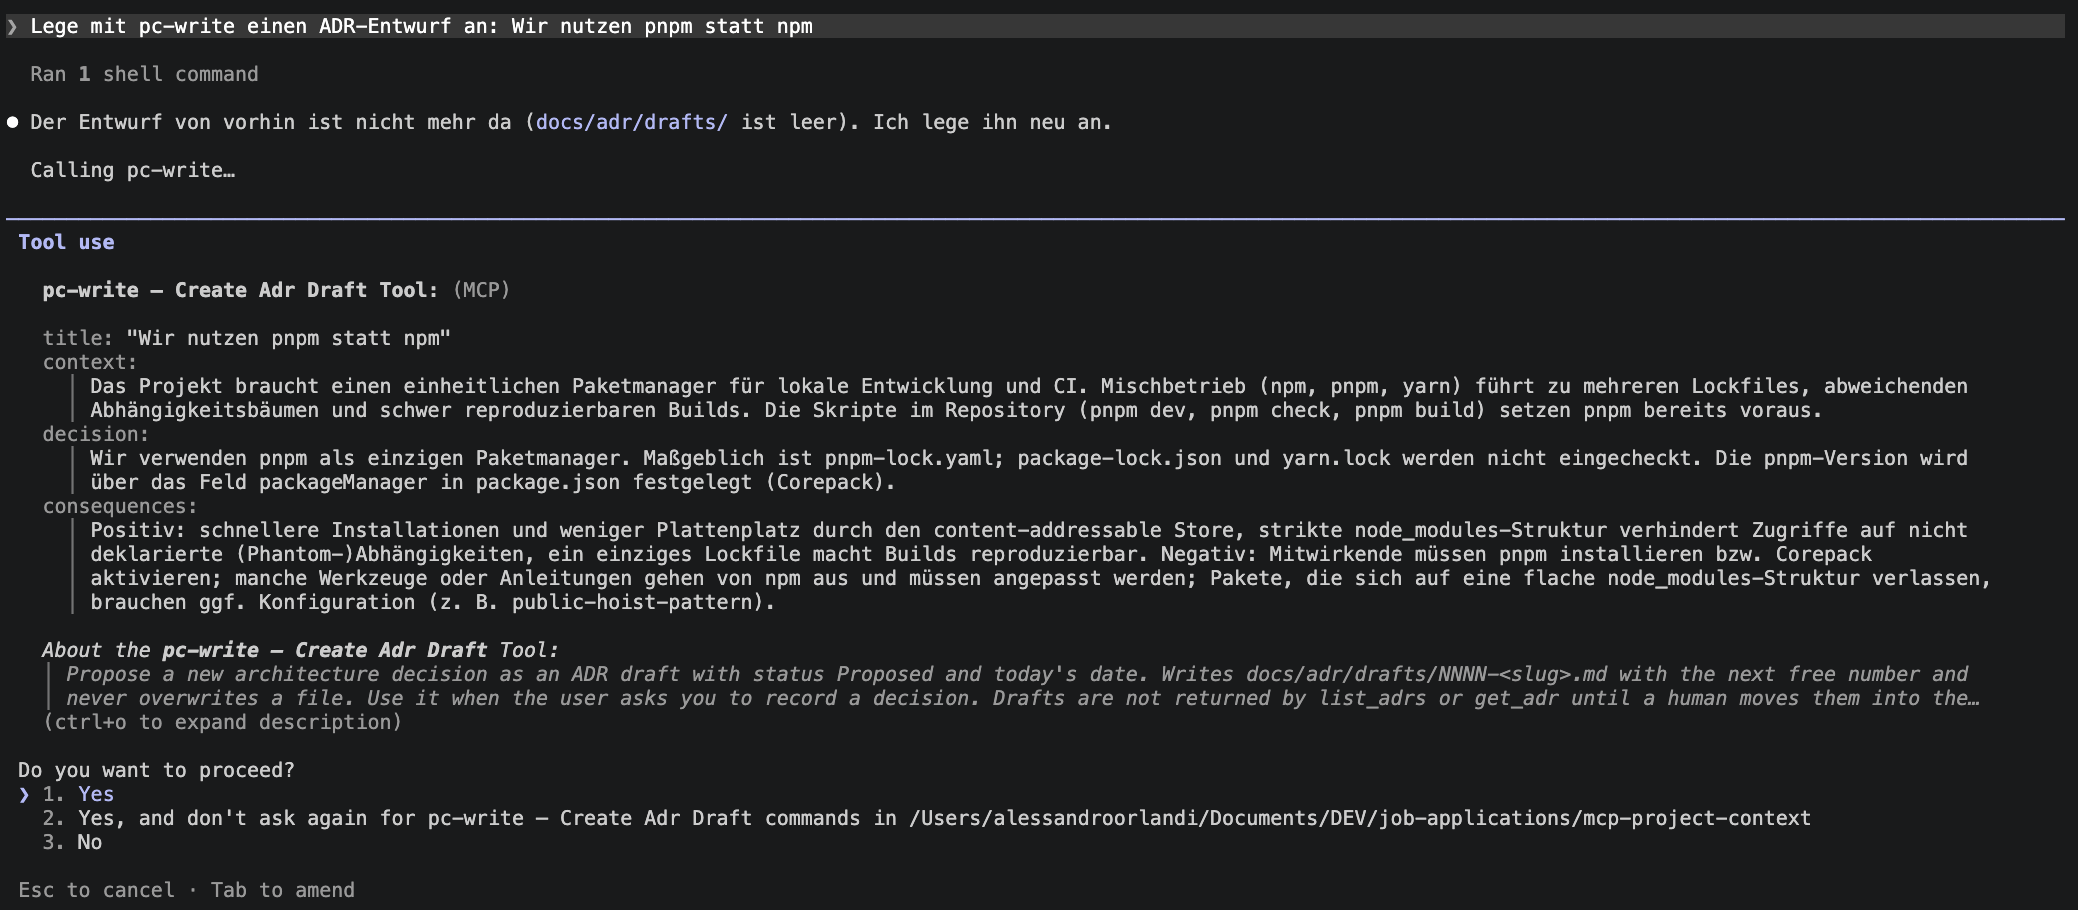 ❯ Lege mit pc-write einen ADR-Entwurf an: Wir nutzen pnpm statt npm
Ran 1 shell command
● Der Entwurf von vorhin ist nicht mehr da (docs/adr/drafts/ ist leer). Ich lege ihn neu an.
Calling pc-write…
Tool use
pc-write — Create Adr Draft Tool: (MCP)
title: "Wir nutzen pnpm statt npm"
context:
Das Projekt braucht einen einheitlichen Paketmanager für lokale Entwicklung und CI. Mischbetrieb (npm, pnpm, yarn) führt zu mehreren Lockfiles, abweichenden
Abhängigkeitsbäumen und schwer reproduzierbaren Builds. Die Skripte im Repository (pnpm dev, pnpm check, pnpm build) setzen pnpm bereits voraus.
decision:
Wir verwenden pnpm als einzigen Paketmanager. Maßgeblich ist pnpm-lock.yaml; package-lock.json und yarn.lock werden nicht eingecheckt. Die pnpm-Version wird
über das Feld packageManager in package.json festgelegt (Corepack).
consequences:
Positiv: schnellere Installationen und weniger Plattenplatz durch den content-addressable Store, strikte node_modules-Struktur verhindert Zugriffe auf nicht
deklarierte (Phantom-)Abhängigkeiten, ein einziges Lockfile macht Builds reproduzierbar. Negativ: Mitwirkende müssen pnpm installieren bzw. Corepack
aktivieren; manche Werkzeuge oder Anleitungen gehen von npm aus und müssen angepasst werden; Pakete, die sich auf eine flache node_modules-Struktur verlassen,
brauchen ggf. Konfiguration (z. B. public-hoist-pattern).
About the pc-write — Create Adr Draft Tool:
Propose a new architecture decision as an ADR draft with status Proposed and today's date. Writes docs/adr/drafts/NNNN-<slug>.md with the next free number and
never overwrites a file. Use it when the user asks you to record a decision. Drafts are not returned by list_adrs or get_adr until a human moves them into the…
(ctrl+o to expand description)
Do you want to proceed?
❯ 1. Yes
2. Yes, and don't ask again for pc-write — Create Adr Draft commands in /Users/alessandroorlandi/Documents/DEV/job-applications/mcp-project-context
3. No
Esc to cancel · Tab to amend